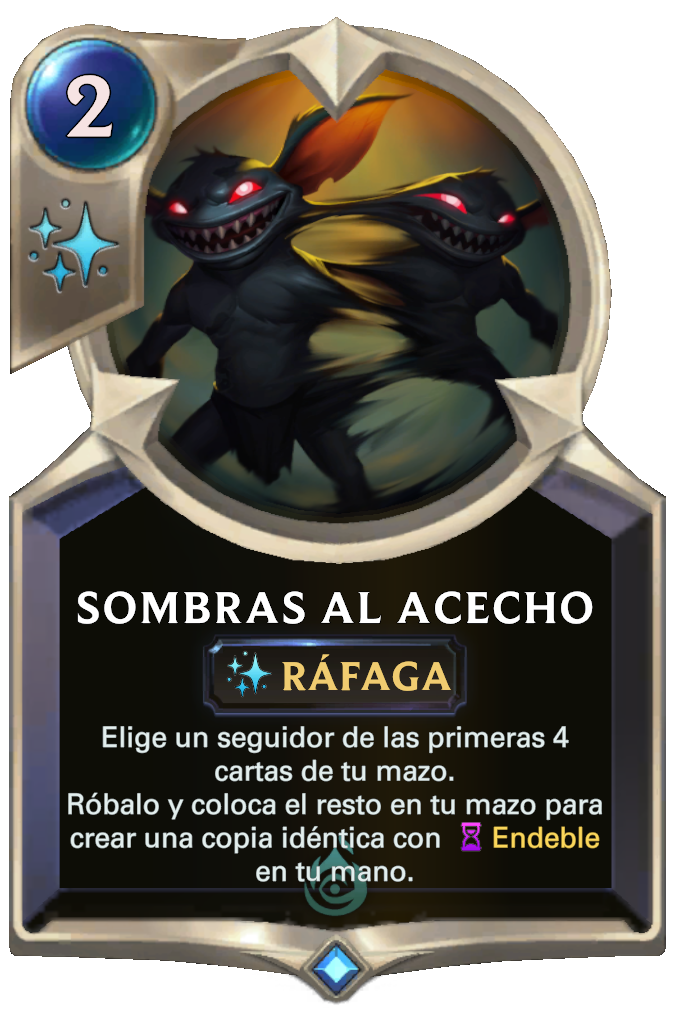 2
SOMBRAS AL ACECHO
RÁFAGA
Elige un seguidor de las primeras 4
cartas de tu mazo.
Róbalo y coloca el resto en tu mazo para
crear una copia idéntica con Endeble
en tu mano.